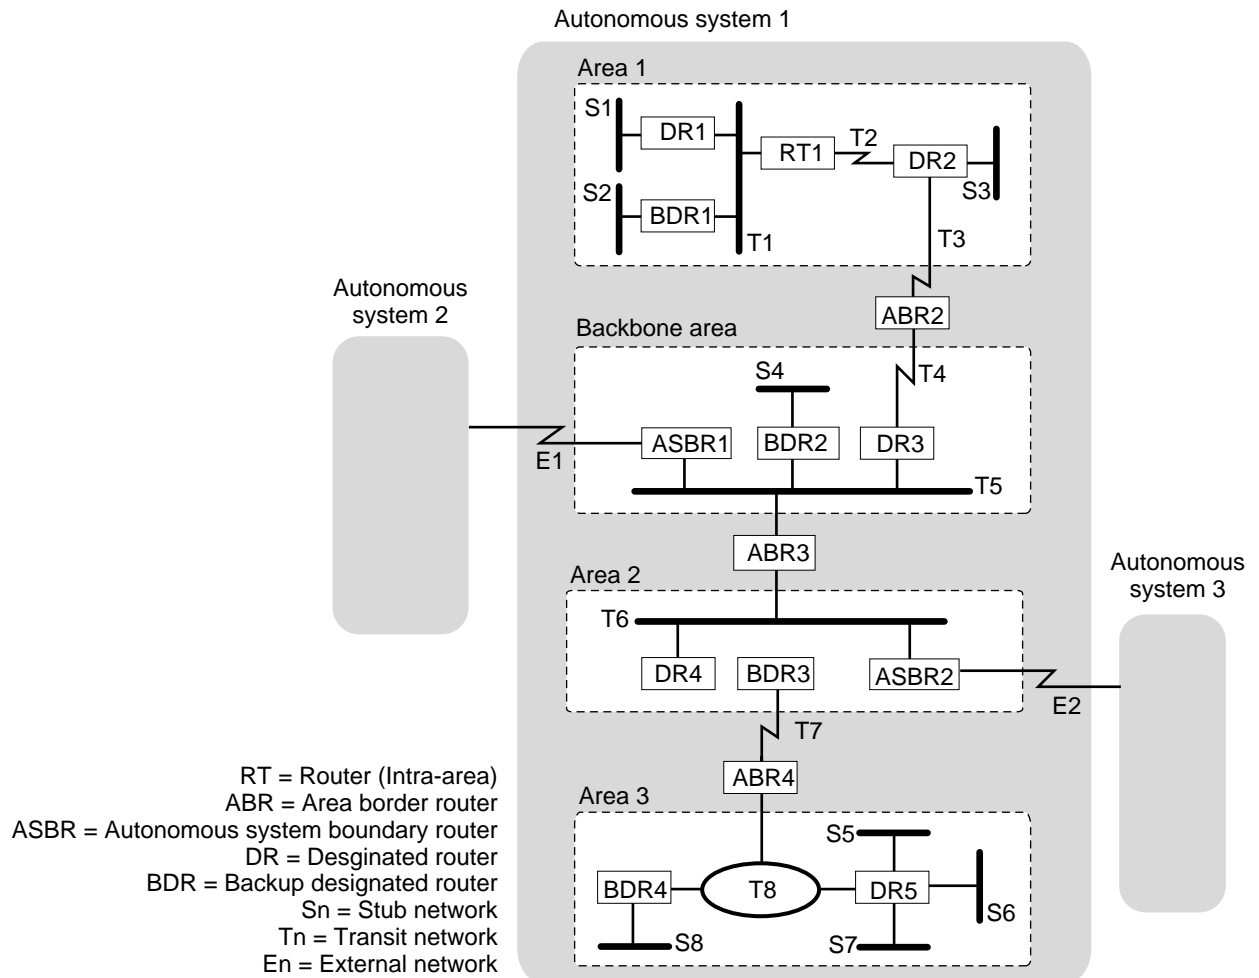 Autonomous system 1
Area 1
S1
DR1
RT1
T2
DR2
S3
S2
BDR1
T1
T3
Autonomous
system 2
ABR2
Backbone area
S4
T4
ASBR1
BDR2
DR3
E1
T5
ABR3
Autonomous
system 3
Area 2
T6
DR4
BDR3
ASBR2
E2
T7
ABR4
Area 3
S5
BDR4
T8
DR5
S6
S8
S7
RT = Router (Intra-area)
ABR = Area border router
ASBR = Autonomous system boundary router
DR = Desginated router
BDR = Backup designated router
Sn = Stub network
Tn = Transit network
En = External network